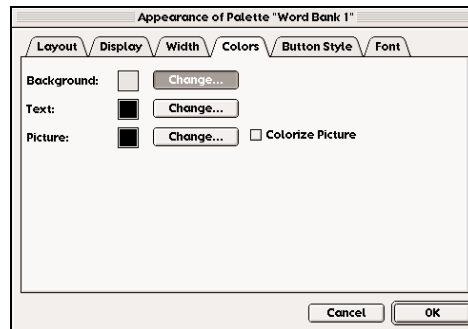 Appearance of Palette "Word Bank 1"
Layout Display Width Colors Button Style Font
Background: Change...
Text: Change...
Picture: Change... Colorize Picture
Cancel OK